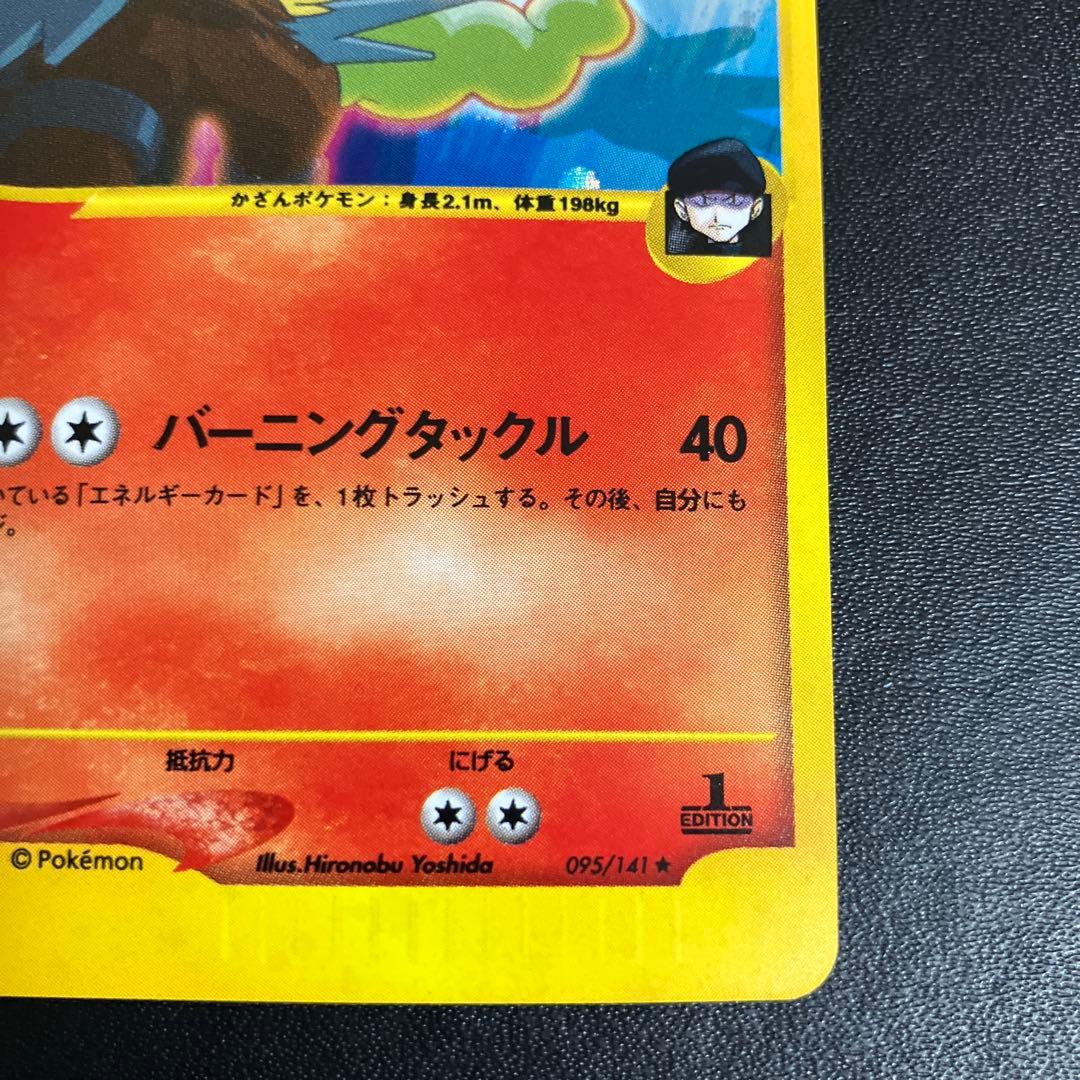 かざんポケモン：身長2.1m、体重198kg
バーニングタックル 40
ている「エネルギーカード」を、1枚トラッシュする。その後、自分にも
抵抗力 にげる
1
EDITION
©Pokémon Illus.Hironobu Yoshida 095/141★